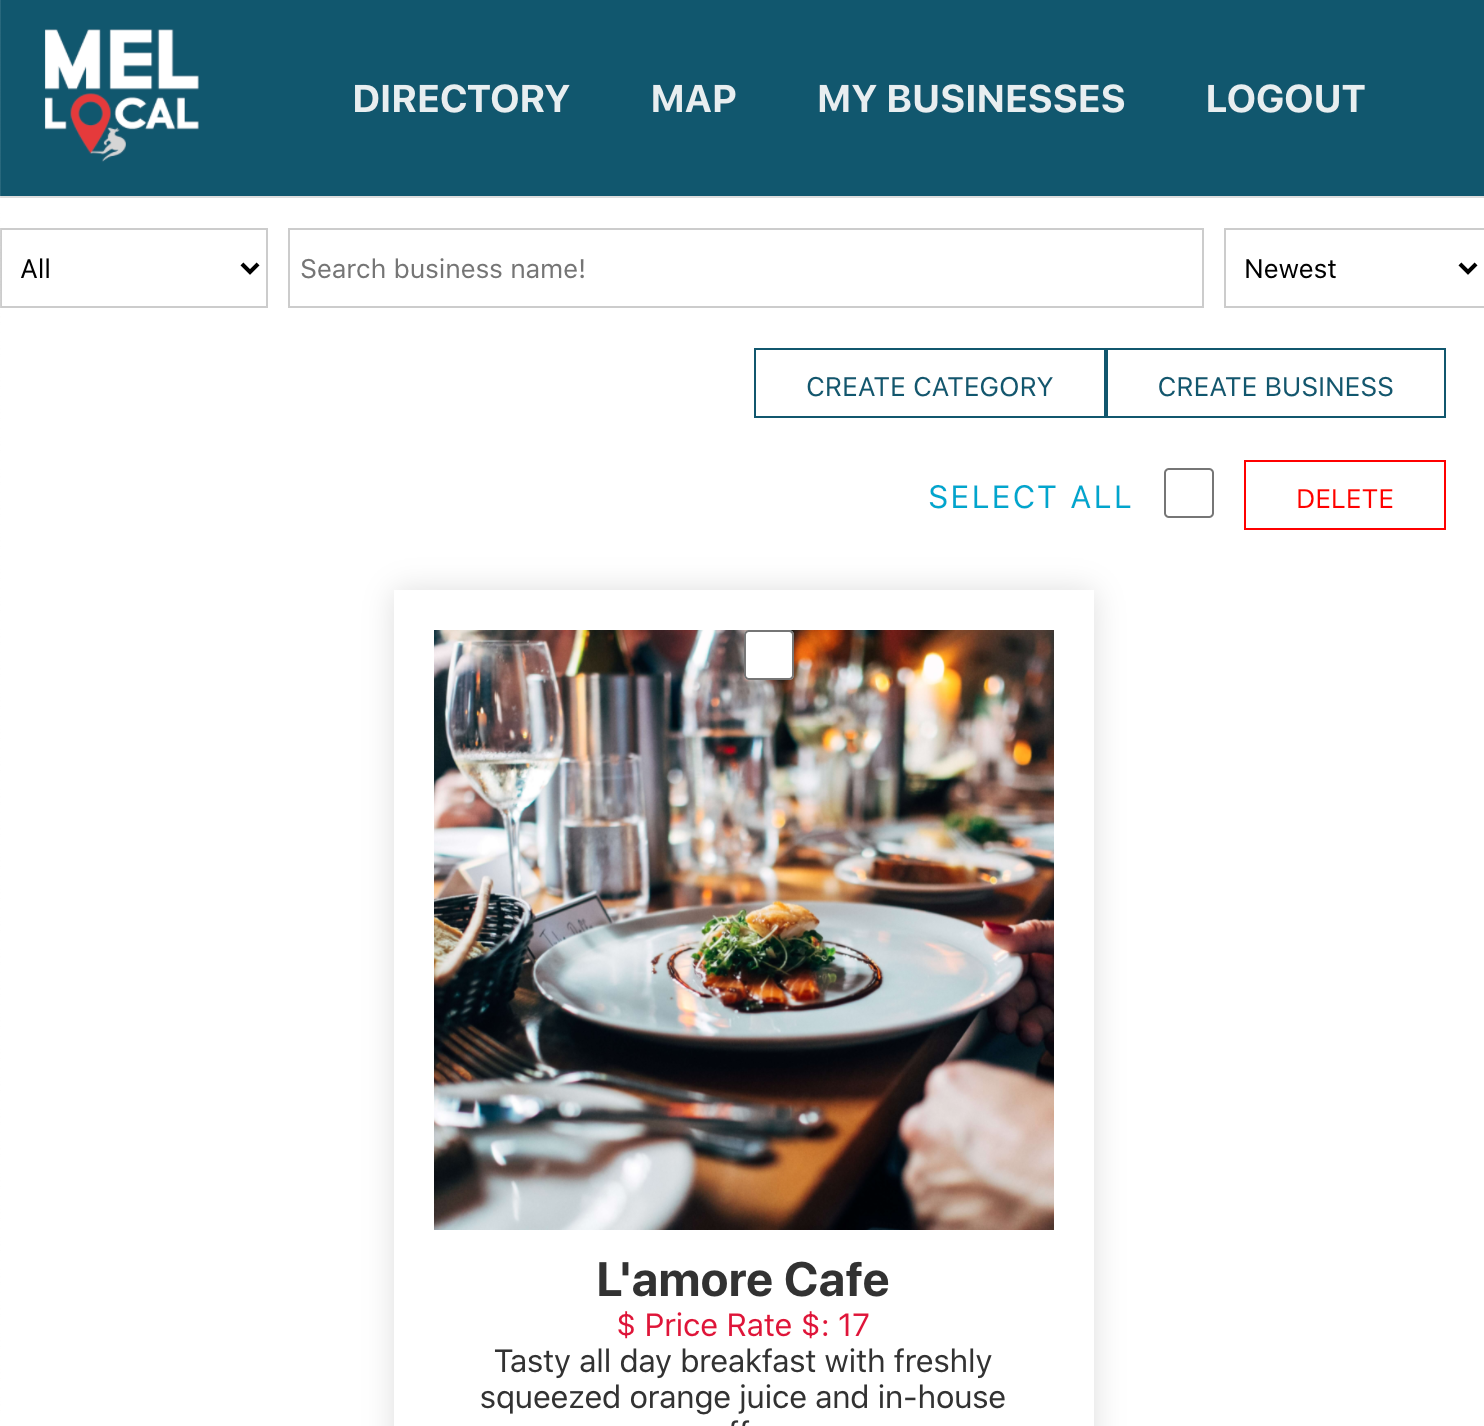 MEL
LOCAL
DIRECTORY MAP MY BUSINESSES LOGOUT
All Search business name! Newest
CREATE CATEGORY CREATE BUSINESS
SELECT ALL DELETE
L'amore Cafe
$ Price Rate $: 17
Tasty all day breakfast with freshly
squeezed orange juice and in-house